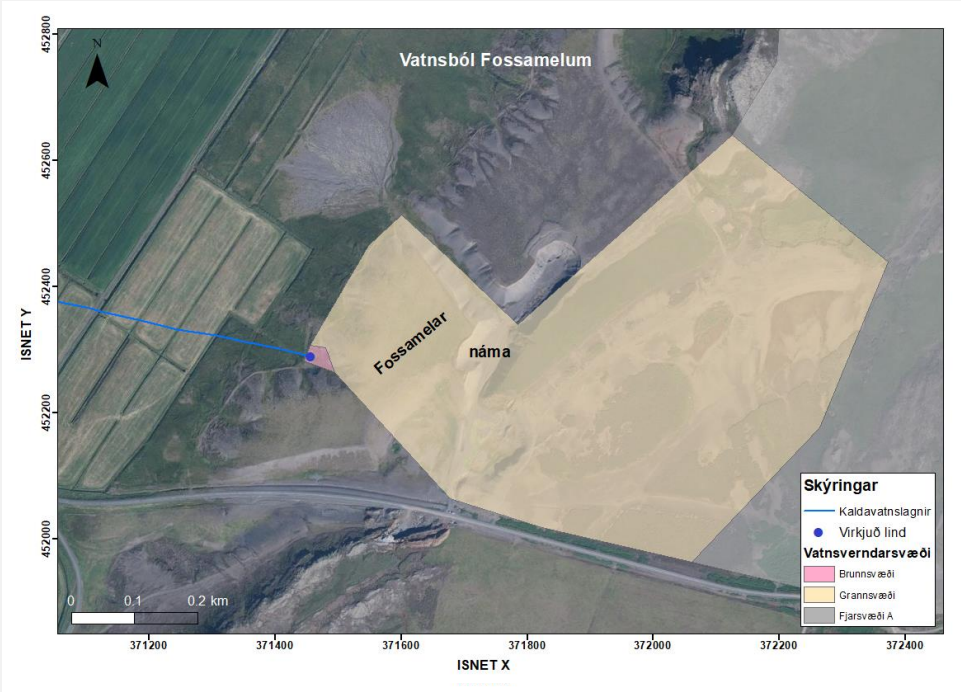 Vatnsból Fossamelum
N
452800
452600
452400
452200
452000
ISNET Y
Fossamelar
náma
Skýringar
Kaldavatnslagnir
Virkjuð lind
Vatnsverndarsvæði
Brunnsvæði
Grannsvæði
Fjarsvæði A
0 0.1 0.2 km
371200 371400 371600 371800 372000 372200 372400
ISNET X